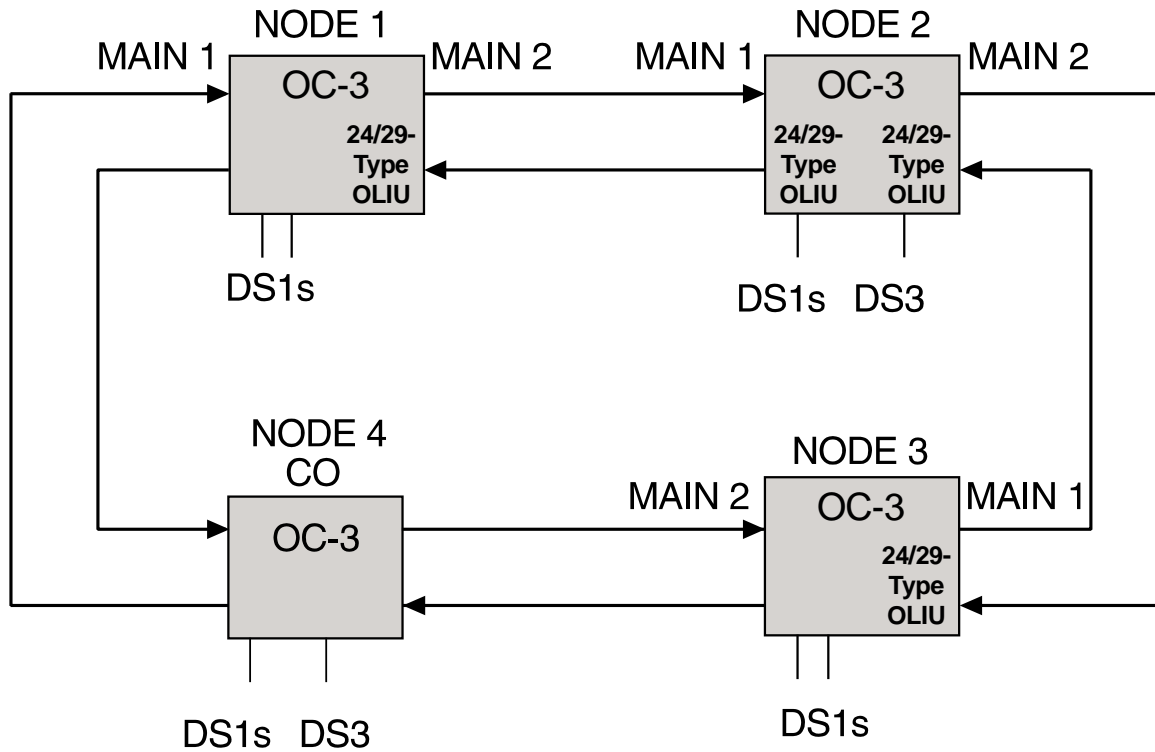 NODE 1
NODE 2
MAIN 1
MAIN 2
MAIN 1
MAIN 2
OC-3
24/29-
Type
OLIU
OC-3
24/29-
Type
OLIU
24/29-
Type
OLIU
DS1s
DS1s
DS3
NODE 4
CO
NODE 3
MAIN 2
MAIN 1
OC-3
OC-3
24/29-
Type
OLIU
DS1s
DS3
DS1s